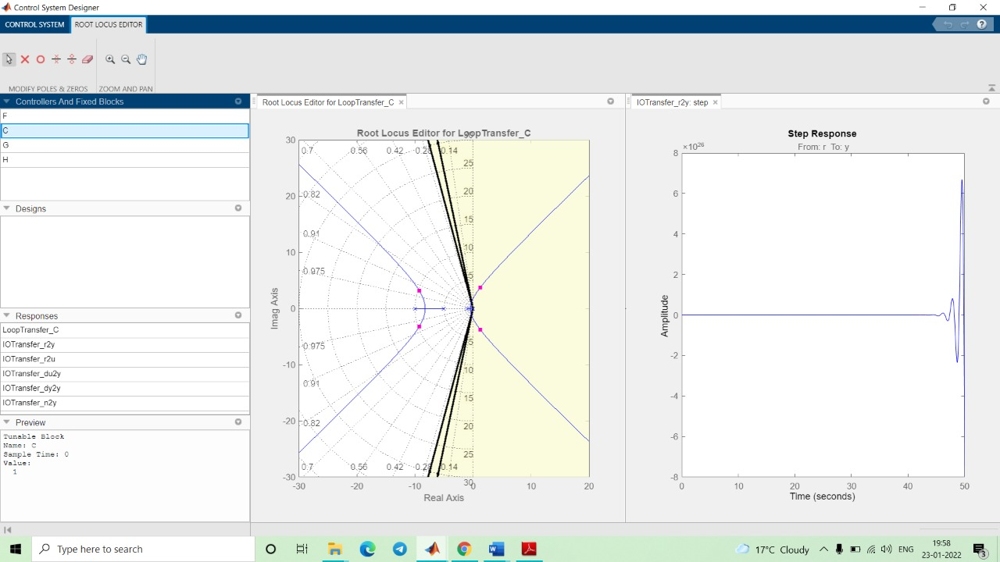 Control System Designer
CONTROL SYSTEM
ROOT LOCUS EDITOR
MODIFY POLES & ZEROS
ZOOM AND PAN
Controllers And Fixed Blocks
F
C
G
H
Designs
Responses
LoopTransfer_C
IOTransfer_r2y
IOTransfer_r2u
IOTransfer_du2y
IOTransfer_dy2y
IOTransfer_n2y
Preview
Tunable Block
Name: C
Sample Time: 0
Value:
1
Root Locus Editor for LoopTransfer_C
Root Locus Editor for LoopTransfer_C
30
20
10
0
-10
-20
-30
Imag Axis
0.7 0.56 0.42 0.28 0.14
0.82
0.91
0.975
0.975
0.91
0.82
0.7 0.56 0.42 0.28 0.14
25
20
15
10
5
5
10
15
20
25
30
-30 -20 -10 0 10 20
Real Axis
IOTransfer_r2y: step
Step Response
From: r To: y
×10^26
8
6
4
2
0
-2
-4
-6
-8
Amplitude
0 10 20 30 40 50
Time (seconds)
Type here to search
17°C Cloudy
ENG
19:58
23-01-2022
3